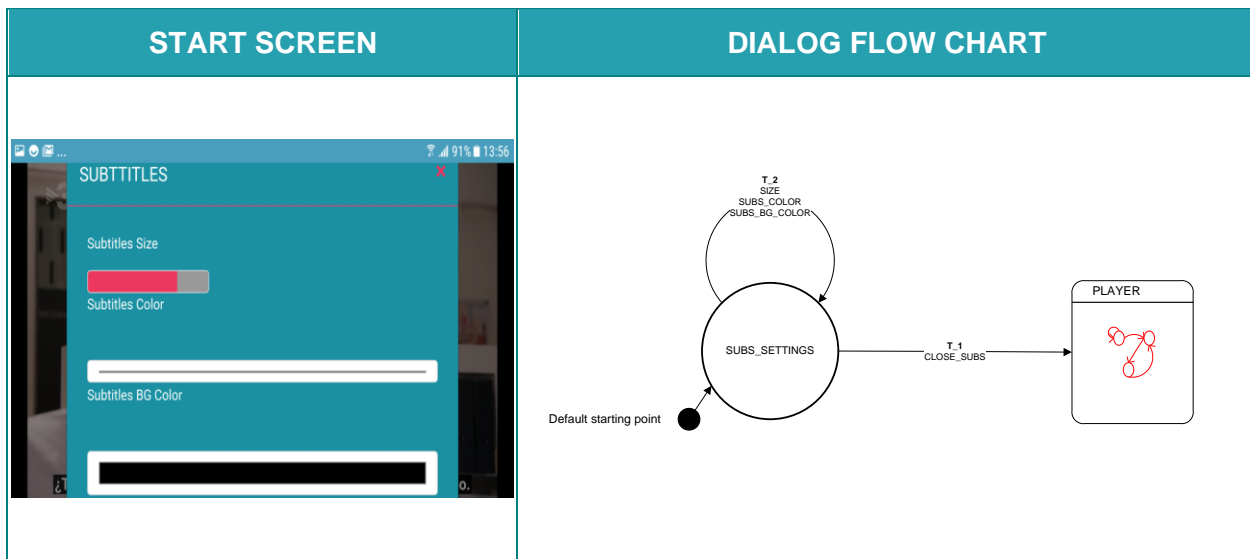 START SCREEN
DIALOG FLOW CHART
... 91% 13:56
SUBTTITLES X
Subtitles Size
Subtitles Color
Subtitles BG Color
¿T
o.
T_2
SIZE
SUBS_COLOR
SUBS_BG_COLOR
SUBS_SETTINGS
T_1
CLOSE_SUBS
PLAYER
Default starting point